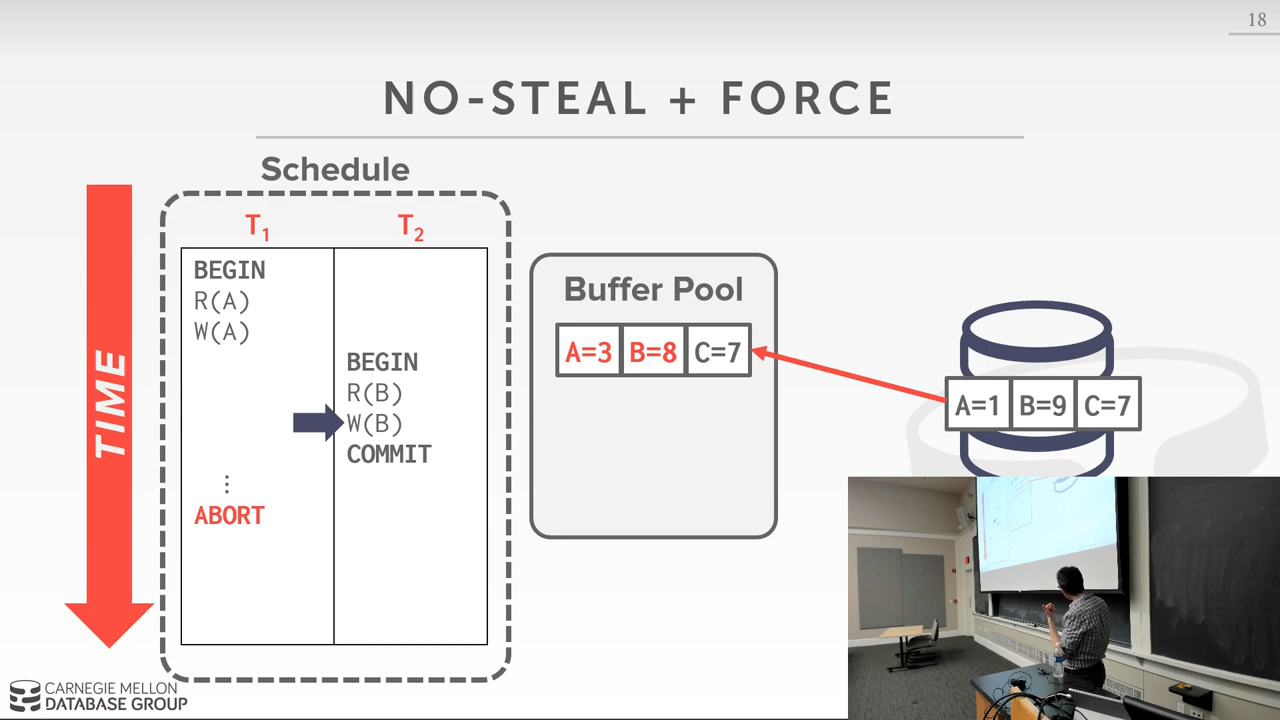 18
NO-STEAL + FORCE
Schedule
T1 T2
BEGIN
R(A)
W(A)
BEGIN
R(B)
W(B)
COMMIT
⋮
ABORT
TIME
Buffer Pool
A=3 B=8 C=7
A=1 B=9 C=7
CARNEGIE MELLON
DATABASE GROUP